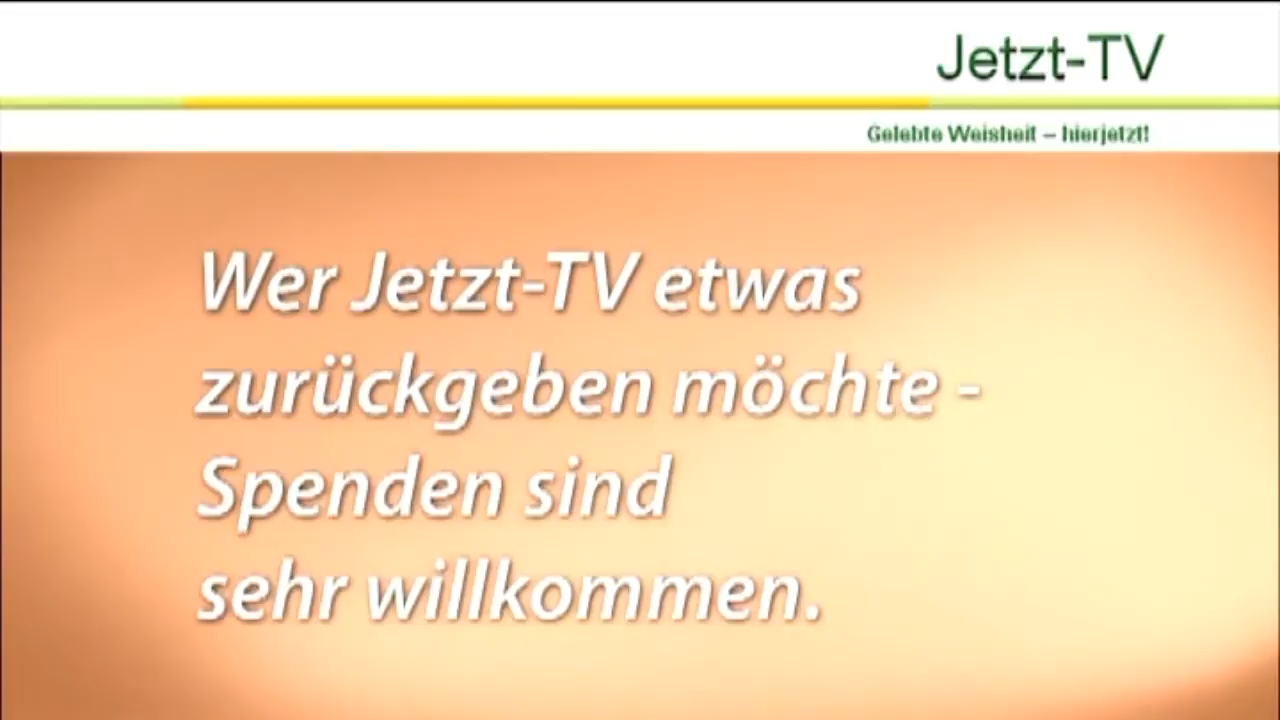 Jetzt-TV
Gelebte Weisheit – hierjetzt!
Wer Jetzt-TV etwas
zurückgeben möchte -
Spenden sind
sehr willkommen.